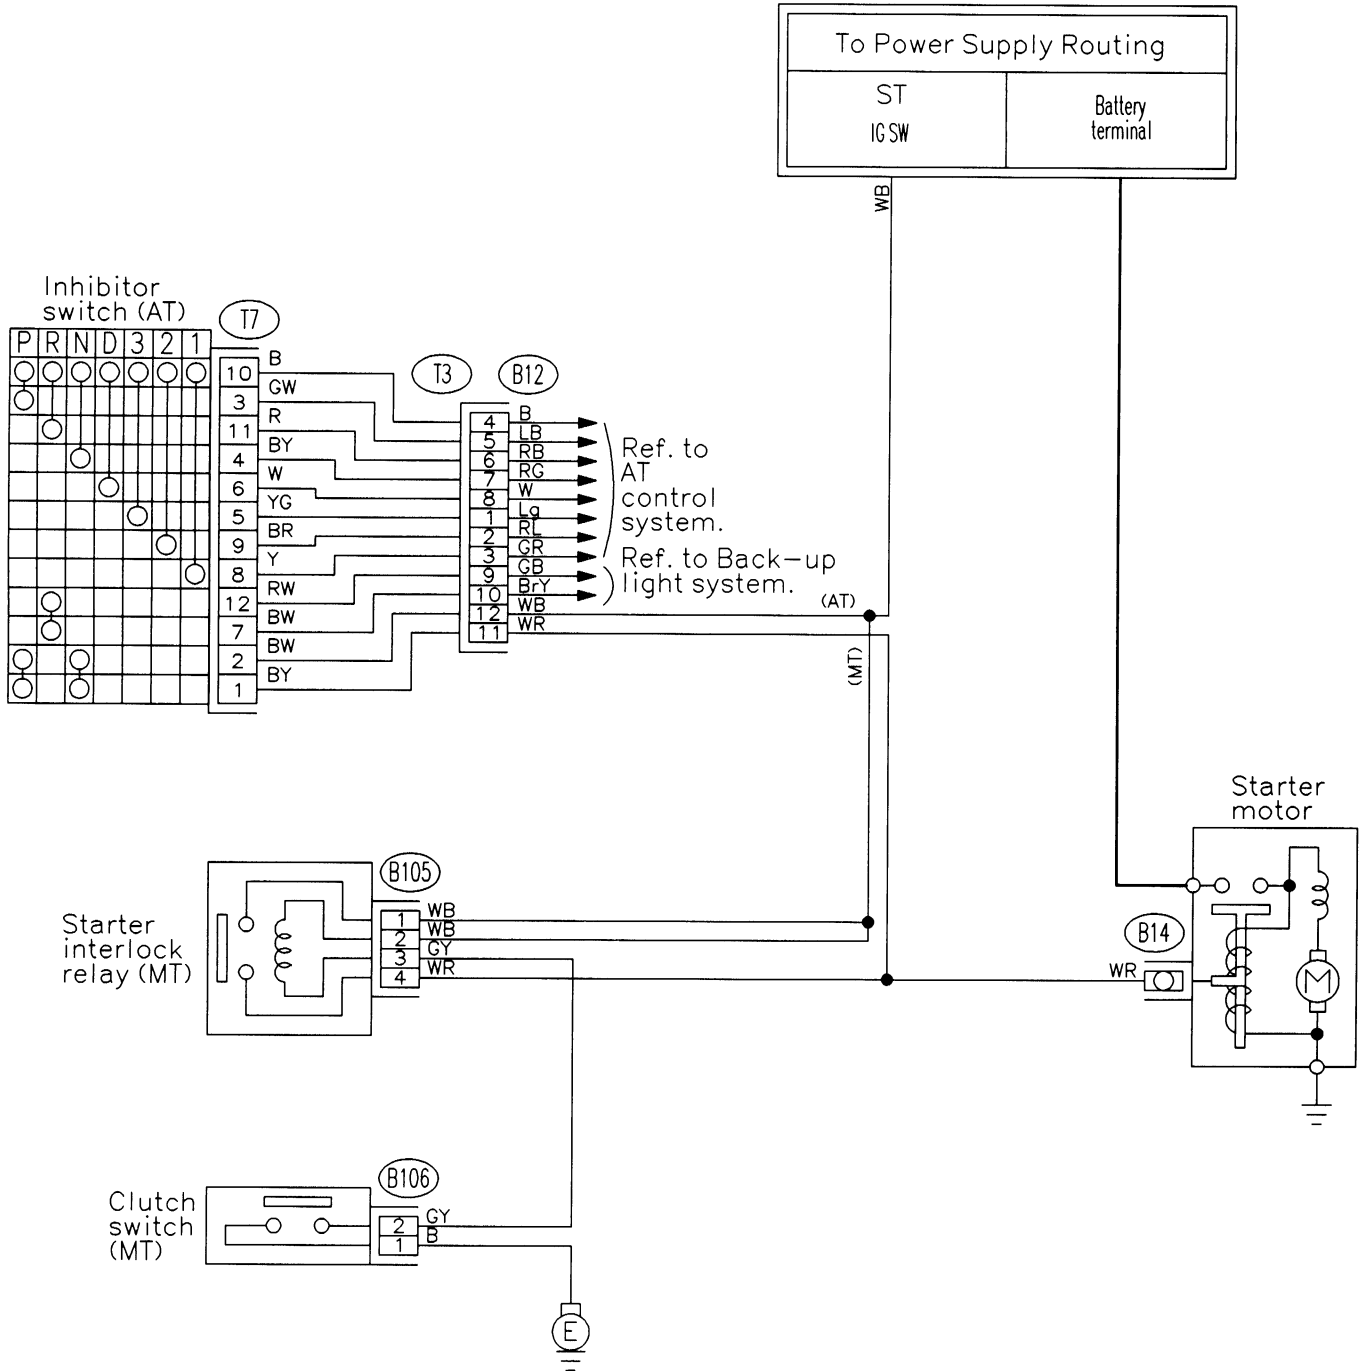 To Power Supply Routing
ST
IG SW
Battery
terminal
WB
Inhibitor
switch (AT)
T7
P R N D 3 2 1
10 B
3 GW
11 R
4 BY
6 W
5 YG
9 BR
8 Y
12 RW
7 BW
2 BW
1 BY
T3
B12
4 B
5 LB
6 RB
7 RG
8 W
1 Lg
2 RL
3 GR
9 GB
10 BrY
12 WB
11 WR
Ref. to
AT
control
system.
Ref. to Back-up
light system.
(AT)
(MT)
Starter
motor
B14
WR
M
Starter
interlock
relay (MT)
B105
1 WB
2 WB
3 GY
4 WR
Clutch
switch
(MT)
B106
2 GY
1 B
E